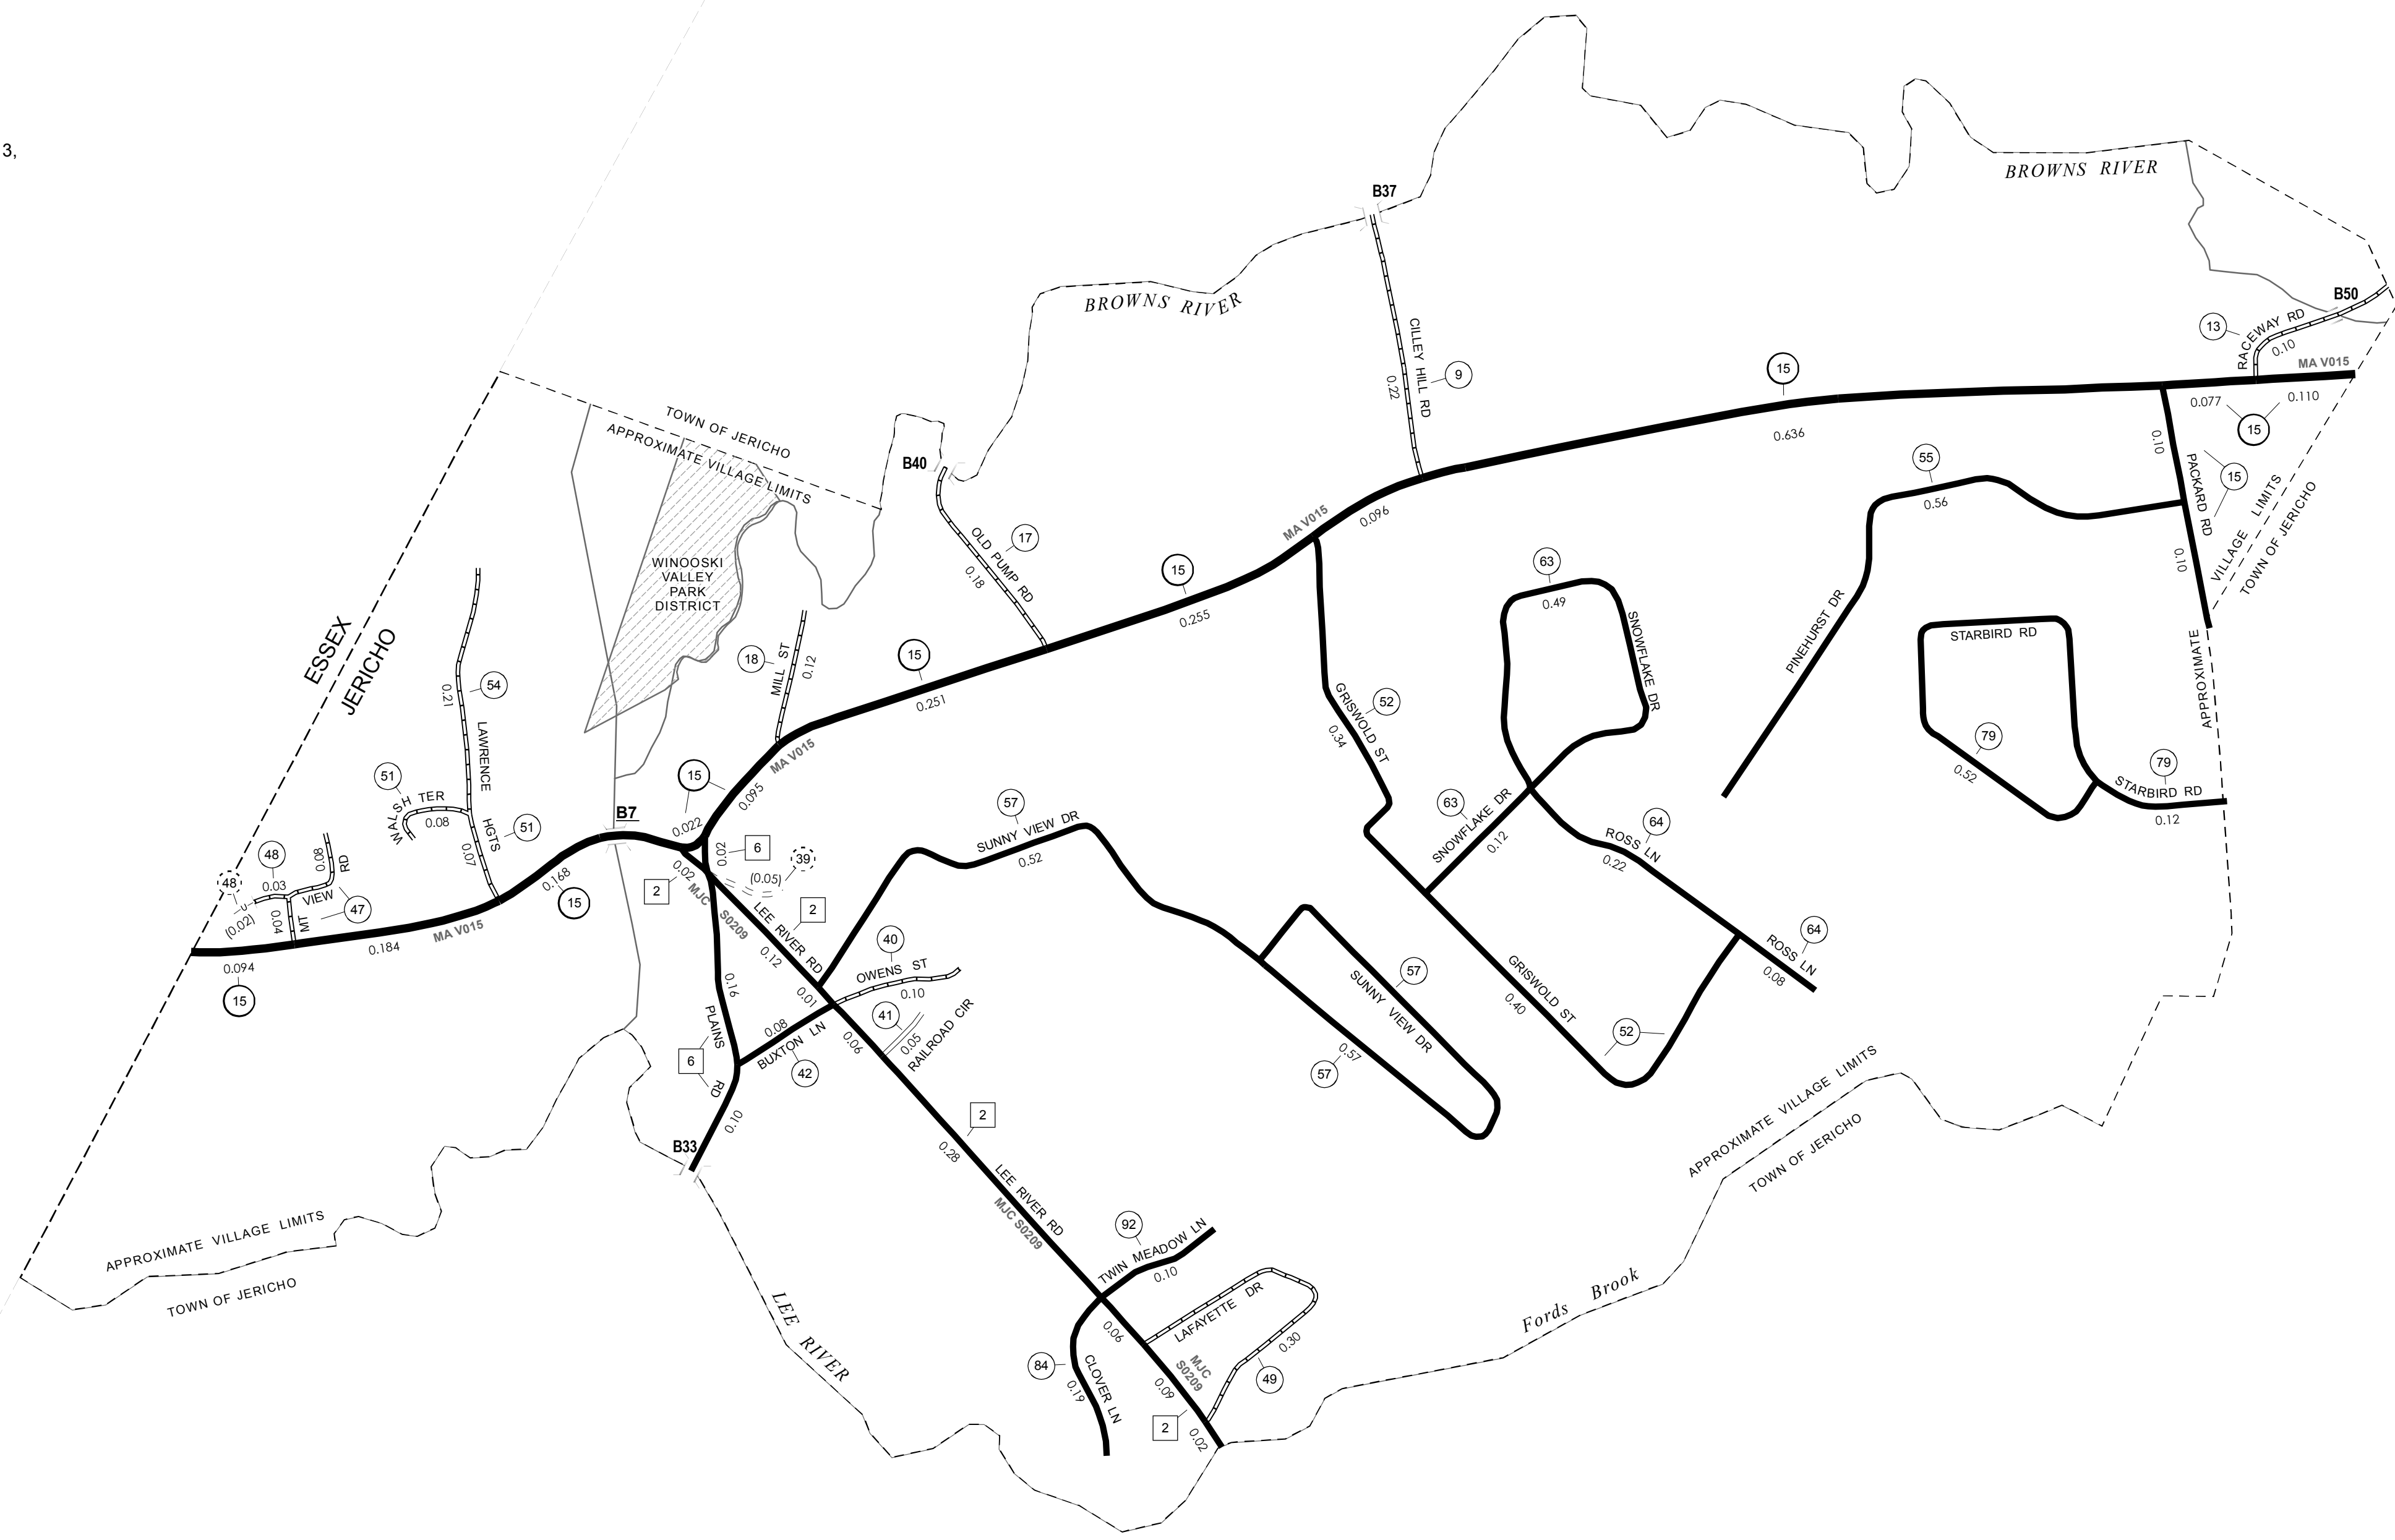 3,
B37
BROWNS RIVER
BROWNS RIVER
B50
13
RACEWAY RD
0.10
MA V015
CILLEY HILL RD
0.22
9
15
0.636
0.077
0.110
15
TOWN OF JERICHO
APPROXIMATE VILLAGE LIMITS
B40
OLD PUMP RD
17
0.18
MA V015
0.096
55
0.56
0.10
PACKARD RD
15
0.10
VILLAGE LIMITS
TOWN OF JERICHO
APPROXIMATE
WINOOSKI
VALLEY
PARK
DISTRICT
ESSEX
JERICHO
15
0.255
63
0.49
SNOWFLAKE DR
PINEHURST DR
STARBIRD RD
79
0.52
79
STARBIRD RD
0.12
18
MILL ST
0.12
15
0.251
GRISWOLD ST
52
0.34
54
0.21
LAWRENCE
HGTS
51
WALSH TER
0.08
51
0.07
MA V015
15
0.095
0.022
B7
57
SUNNY VIEW DR
0.52
63
SNOWFLAKE DR
0.12
64
ROSS LN
0.22
64
ROSS LN
0.08
48
0.03
48
(0.02)
0.08
MT
VIEW
RD
47
0.04
0.168
15
0.184
MA V015
0.094
15
6
0.02
39
(0.05)
0.02
2
MJC S0209
LEE RIVER RD
2
0.12
0.01
40
OWENS ST
0.10
41
0.05
RAILROAD CIR
0.16
PLAINS
RD
6
0.08
BUXTON LN
42
0.06
0.10
B33
57
SUNNY VIEW DR
0.57
57
GRISWOLD ST
0.40
52
2
0.28
LEE RIVER RD
MJC S0209
APPROXIMATE VILLAGE LIMITS
TOWN OF JERICHO
APPROXIMATE VILLAGE LIMITS
TOWN OF JERICHO
92
TWIN MEADOW LN
0.10
LEE RIVER
LAFAYETTE DR
0.30
49
0.06
84
CLOVER LN
0.19
MJC
S0209
0.09
2
0.02
Fords Brook